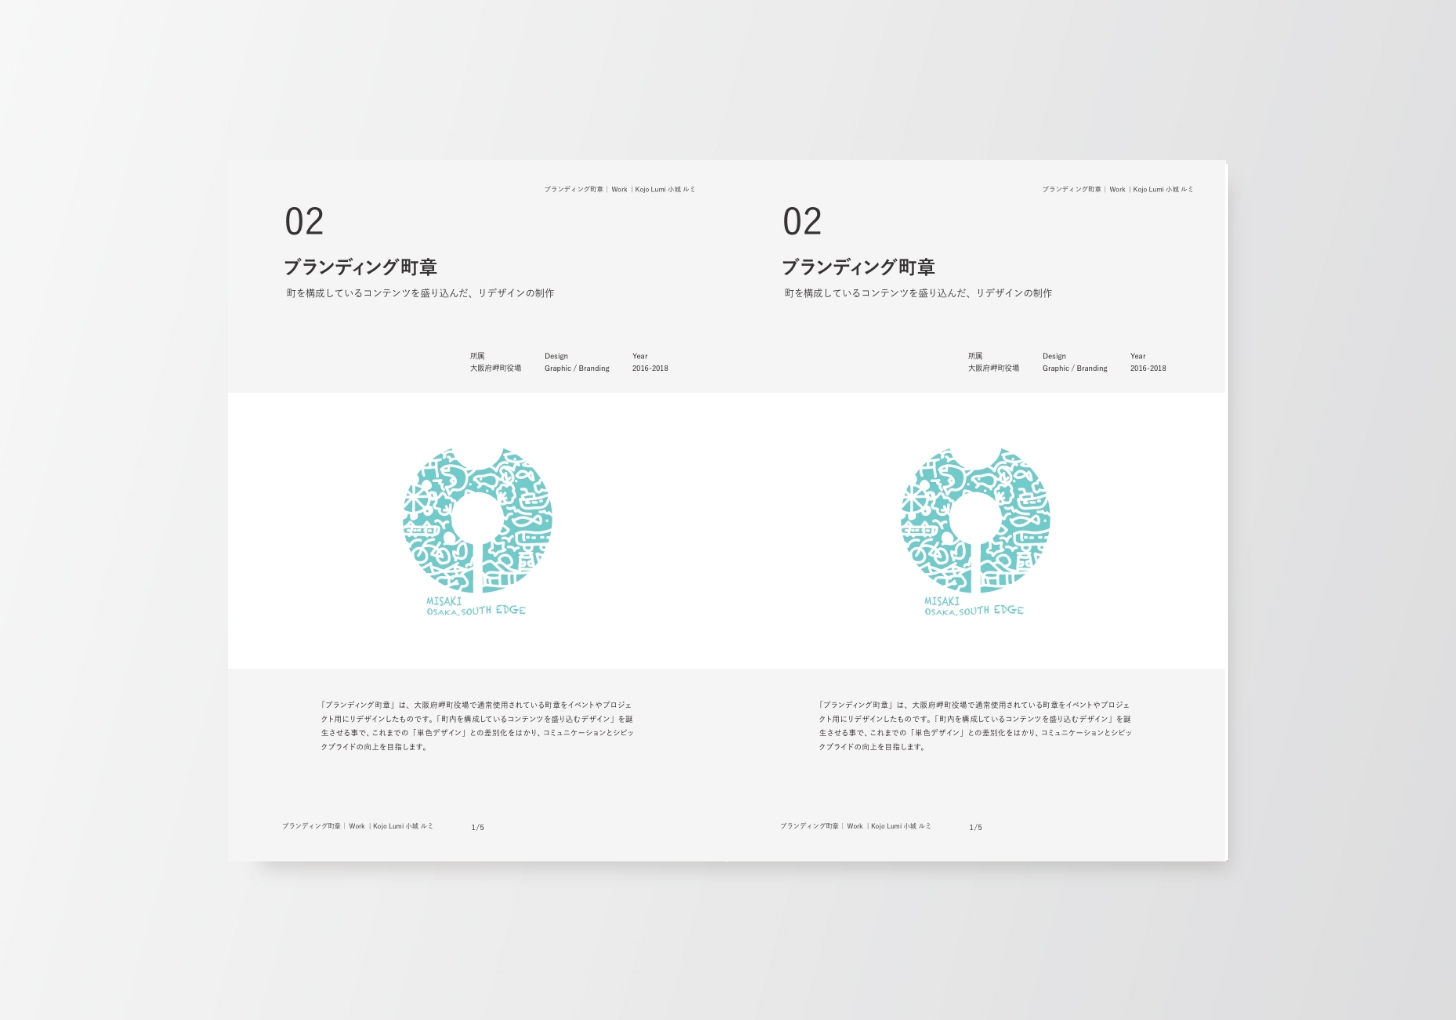 ブランディング町章｜ Work ｜Kojo Lumi 小城 ルミ
02
ブランディング町章
町を構成しているコンテンツを盛り込んだ、リデザインの制作
所属 Design Year
大阪府岬町役場 Graphic / Branding 2016-2018
MISAKI
OSAKA, SOUTH EDGE
「ブランディング町章」は、大阪府岬町役場で通常使用されている町章をイベントやプロジェ
クト用にリデザインしたものです。「町内を構成しているコンテンツを盛り込むデザイン」を誕
生させる事で、これまでの「単色デザイン」との差別化をはかり、コミュニケーションとシビッ
クプライドの向上を目指します。
ブランディング町章｜ Work ｜Kojo Lumi 小城 ルミ 1/5
ブランディング町章｜ Work ｜Kojo Lumi 小城 ルミ
02
ブランディング町章
町を構成しているコンテンツを盛り込んだ、リデザインの制作
所属 Design Year
大阪府岬町役場 Graphic / Branding 2016-2018
MISAKI
OSAKA, SOUTH EDGE
「ブランディング町章」は、大阪府岬町役場で通常使用されている町章をイベントやプロジェ
クト用にリデザインしたものです。「町内を構成しているコンテンツを盛り込むデザイン」を誕
生させる事で、これまでの「単色デザイン」との差別化をはかり、コミュニケーションとシビッ
クプライドの向上を目指します。
ブランディング町章｜ Work ｜Kojo Lumi 小城 ルミ 1/5